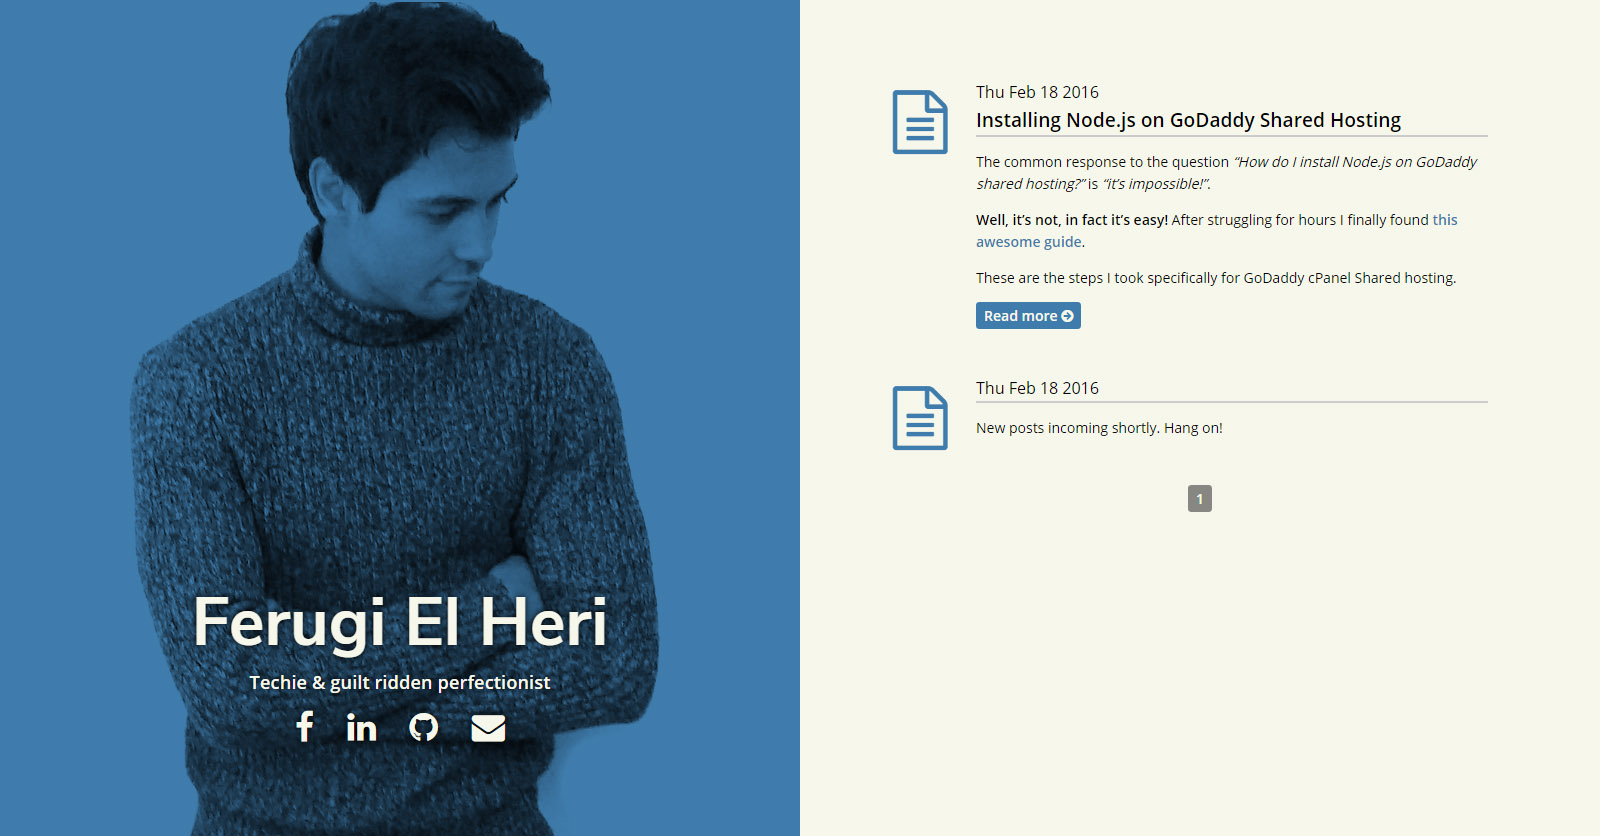 Ferugi El Heri
Techie & guilt ridden perfectionist
Thu Feb 18 2016
Installing Node.js on GoDaddy Shared Hosting
The common response to the question “How do I install Node.js on GoDaddy
shared hosting?” is “it’s impossible!”.
Well, it’s not, in fact it’s easy! After struggling for hours I finally found this
awesome guide.
These are the steps I took specifically for GoDaddy cPanel Shared hosting.
Read more
Thu Feb 18 2016
New posts incoming shortly. Hang on!
1